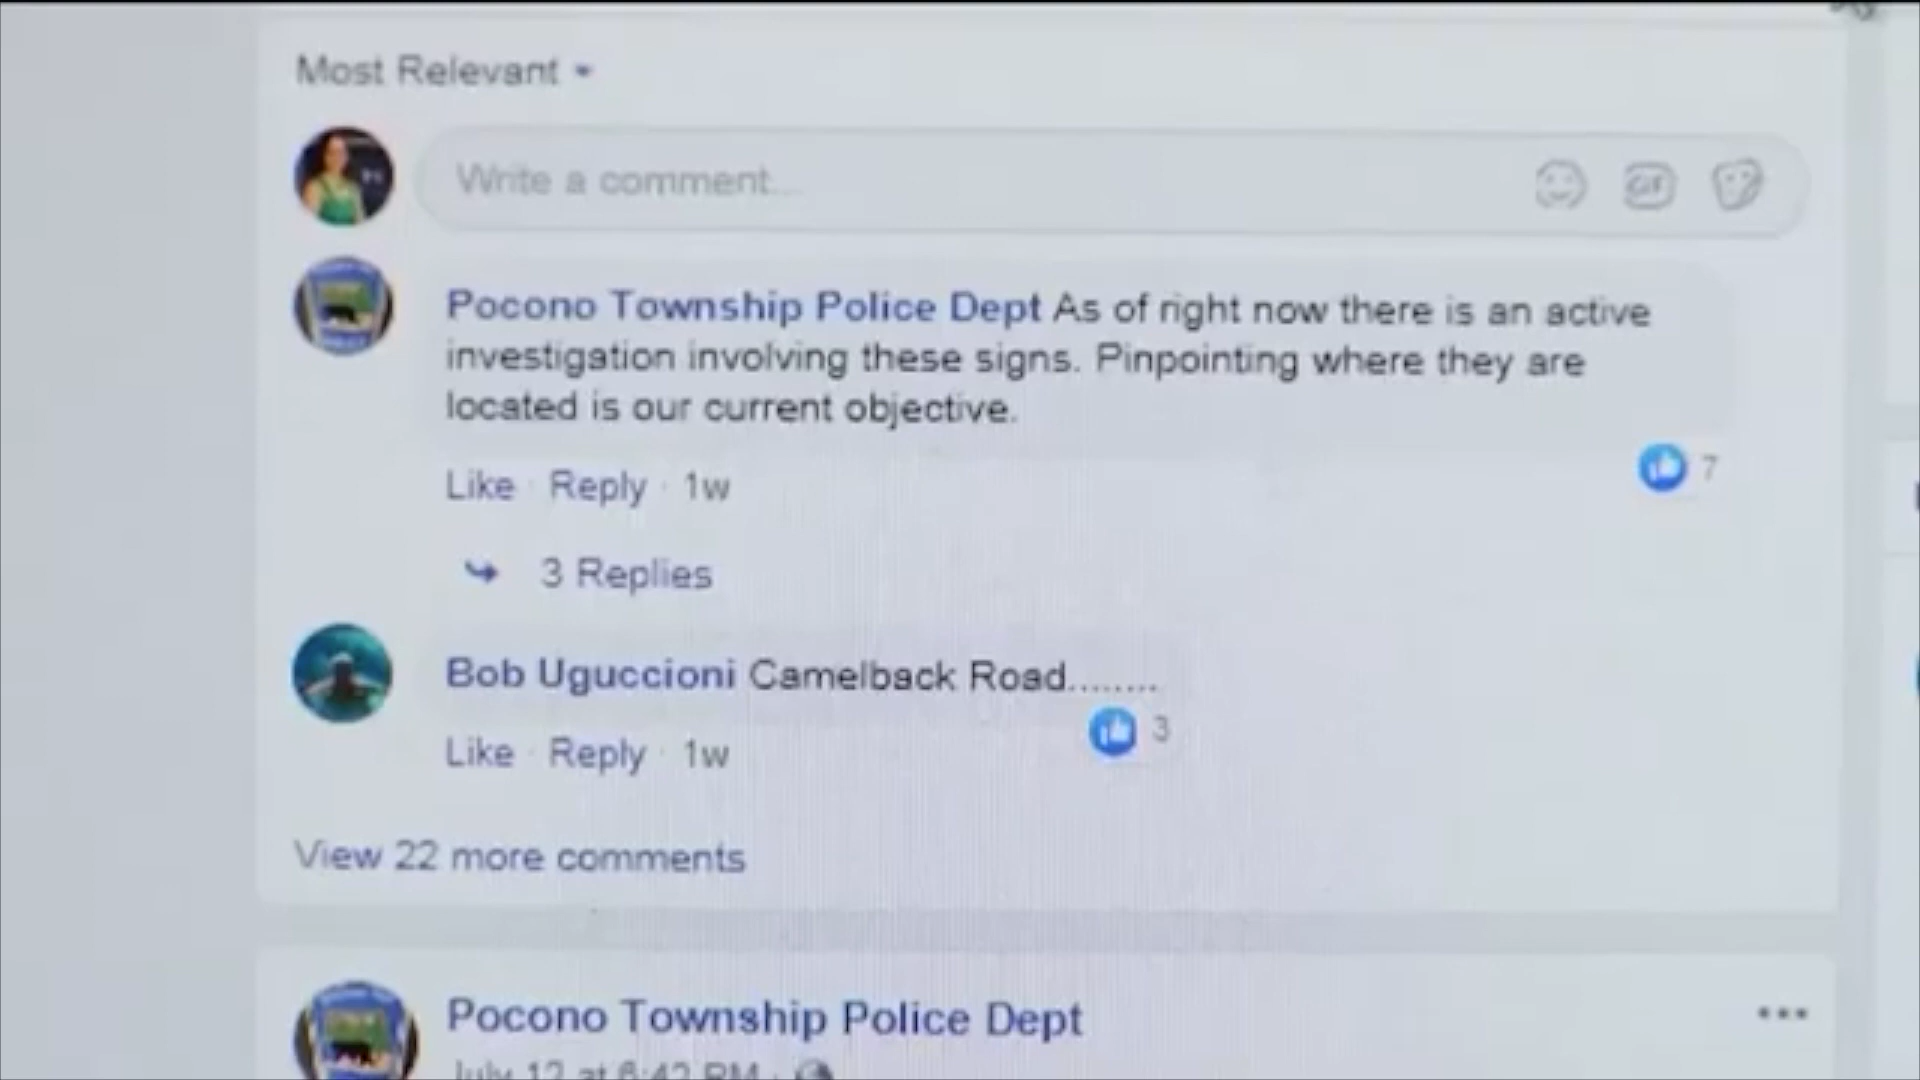 Most Relevant
Write a comment...
GIF
Pocono Township Police Dept As of right now there is an active
investigation involving these signs. Pinpointing where they are
located is our current objective.
7
Like · Reply · 1w
3 Replies
Bob Uguccioni Camelback Road........
3
Like · Reply · 1w
View 22 more comments
Pocono Township Police Dept
July 12 at 6:42 PM ·